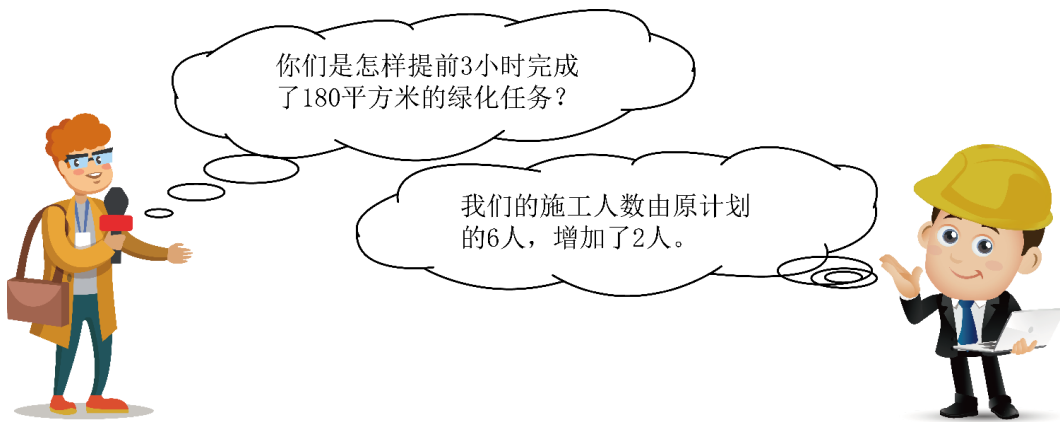 你们是怎样提前3小时完成
了180平方米的绿化任务？
我们的施工人数由原计划
的6人，增加了2人。